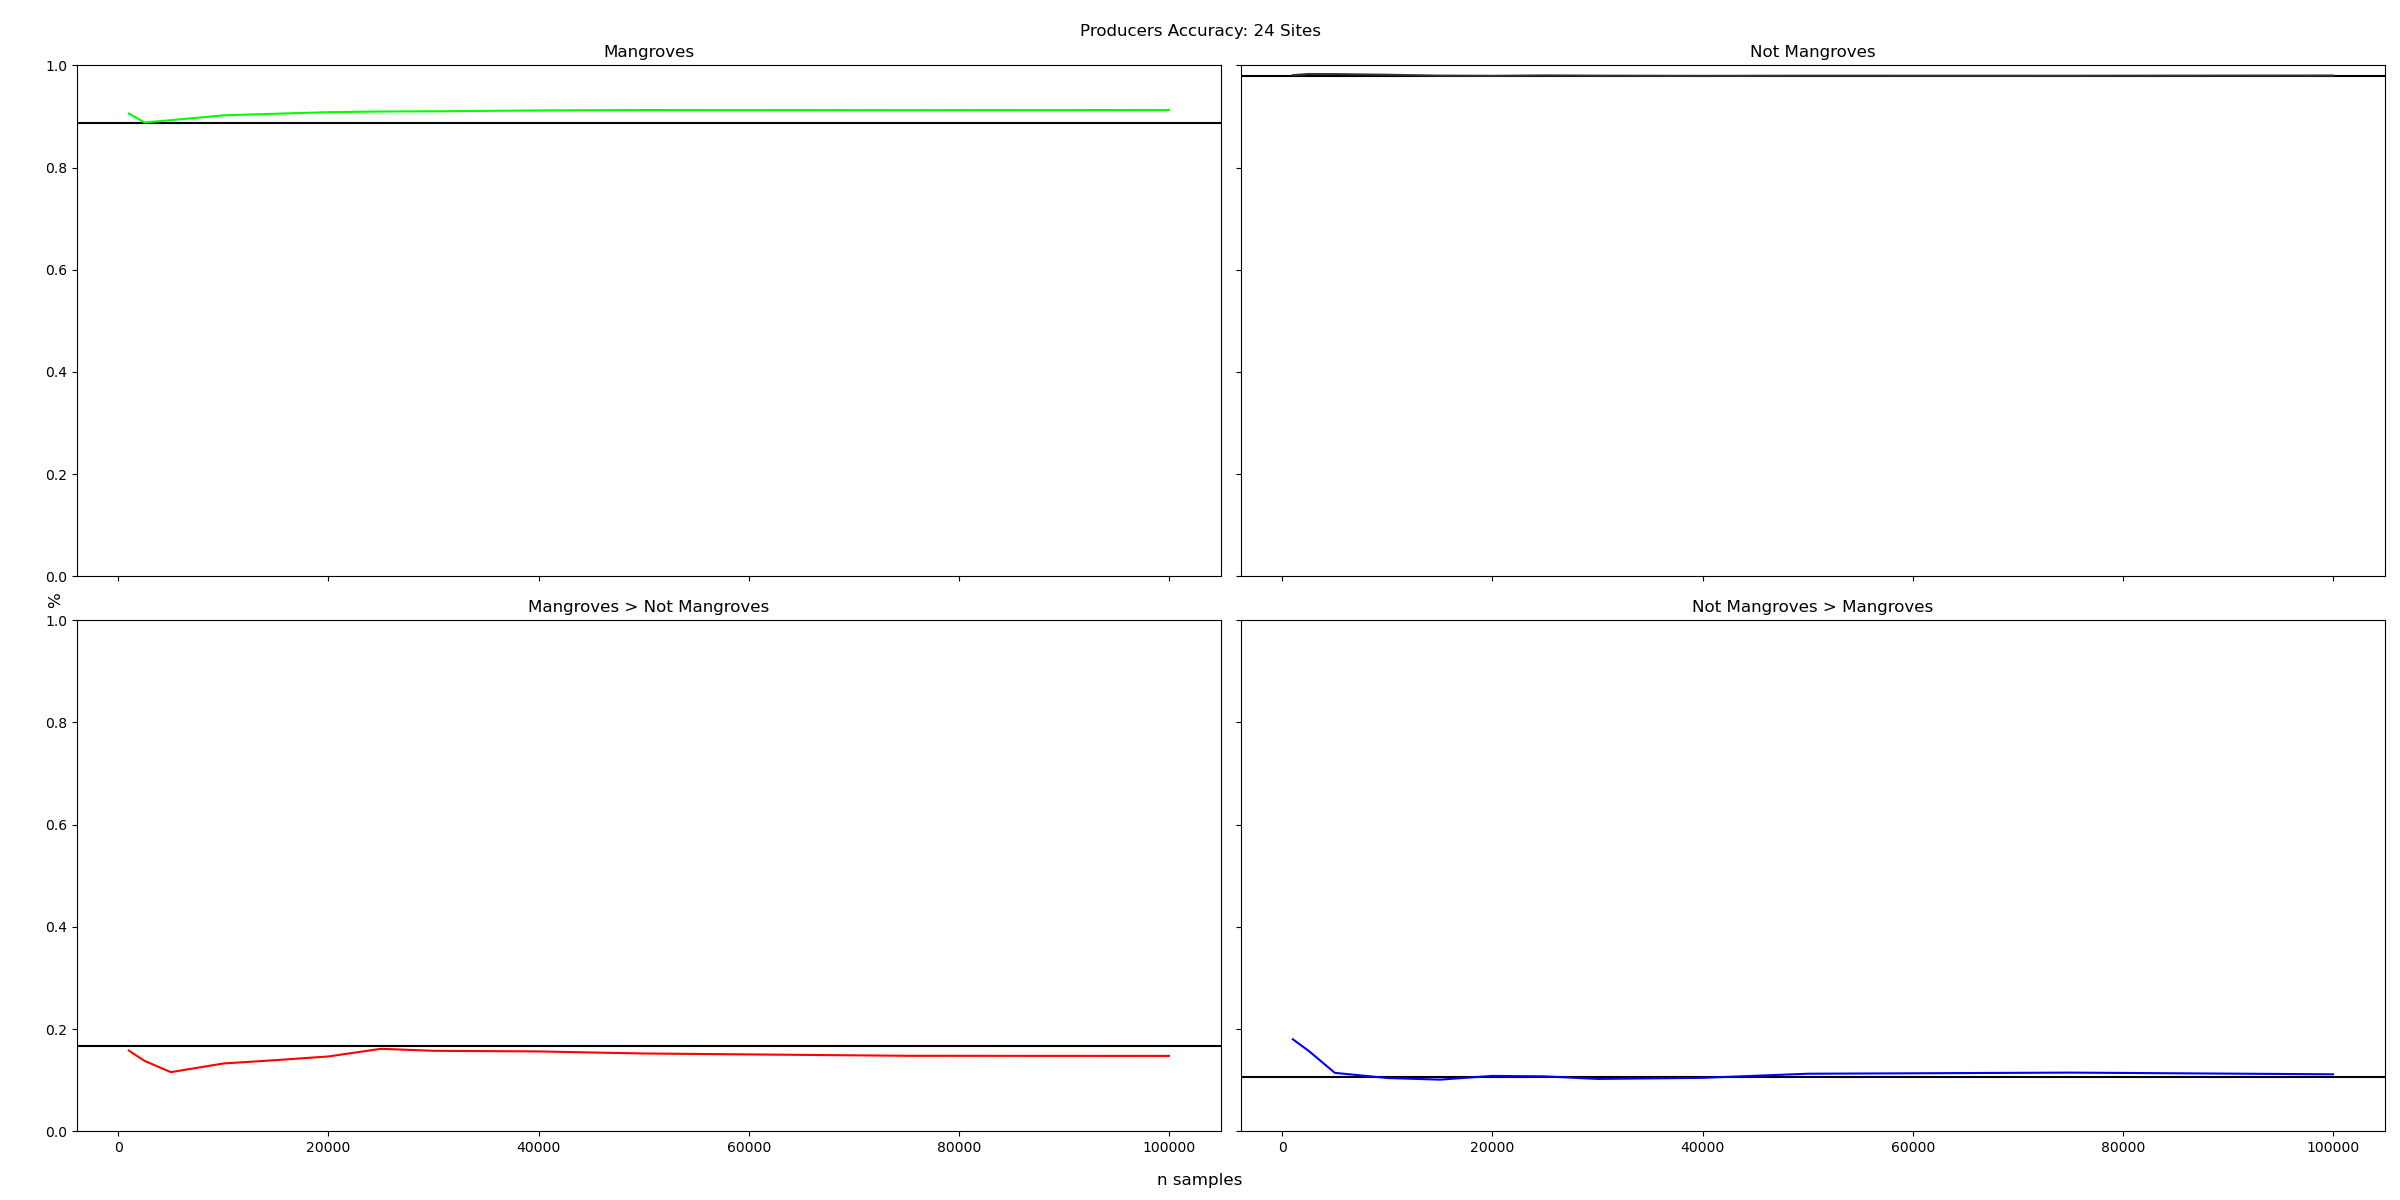 Producers Accuracy: 24 Sites
Mangroves
Not Mangroves
1.0
0.8
0.6
0.4
0.2
0.0
%
Mangroves > Not Mangroves
Not Mangroves > Mangroves
1.0
0.8
0.6
0.4
0.2
0.0
0 20000 40000 60000 80000 100000
0 20000 40000 60000 80000 100000
n samples